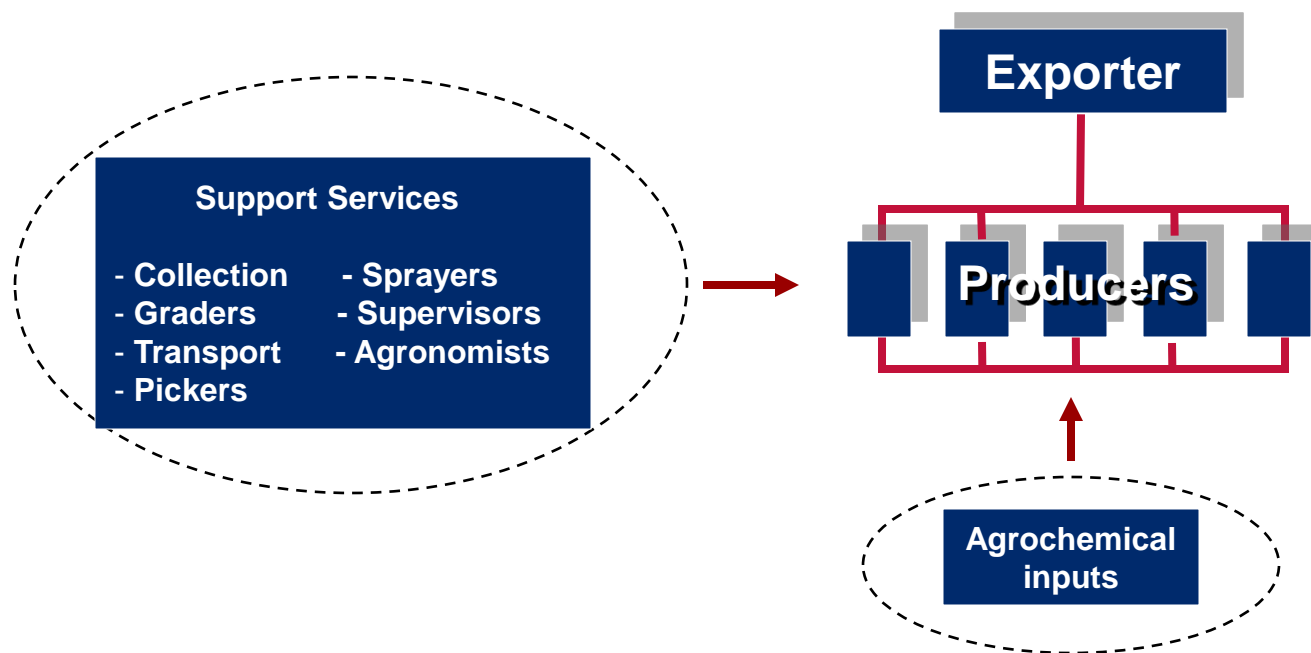 Exporter
Support Services
- Collection - Sprayers
- Graders - Supervisors
- Transport - Agronomists
- Pickers
Producers
Agrochemical
inputs